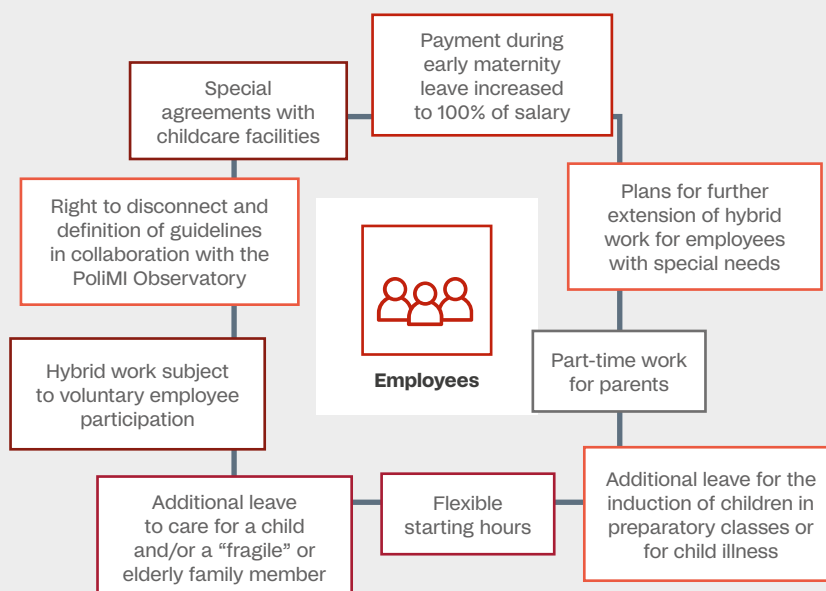 Payment during
early maternity
leave increased
to 100% of salary
Special
agreements with
childcare facilities
Plans for further
extension of hybrid
work for employees
with special needs
Right to disconnect and
definition of guidelines
in collaboration with the
PoliMI Observatory
Employees
Part-time work
for parents
Hybrid work subject
to voluntary employee
participation
Additional leave for the
induction of children in
preparatory classes or
for child illness
Flexible
starting hours
Additional leave
to care for a child
and/or a “fragile” or
elderly family member